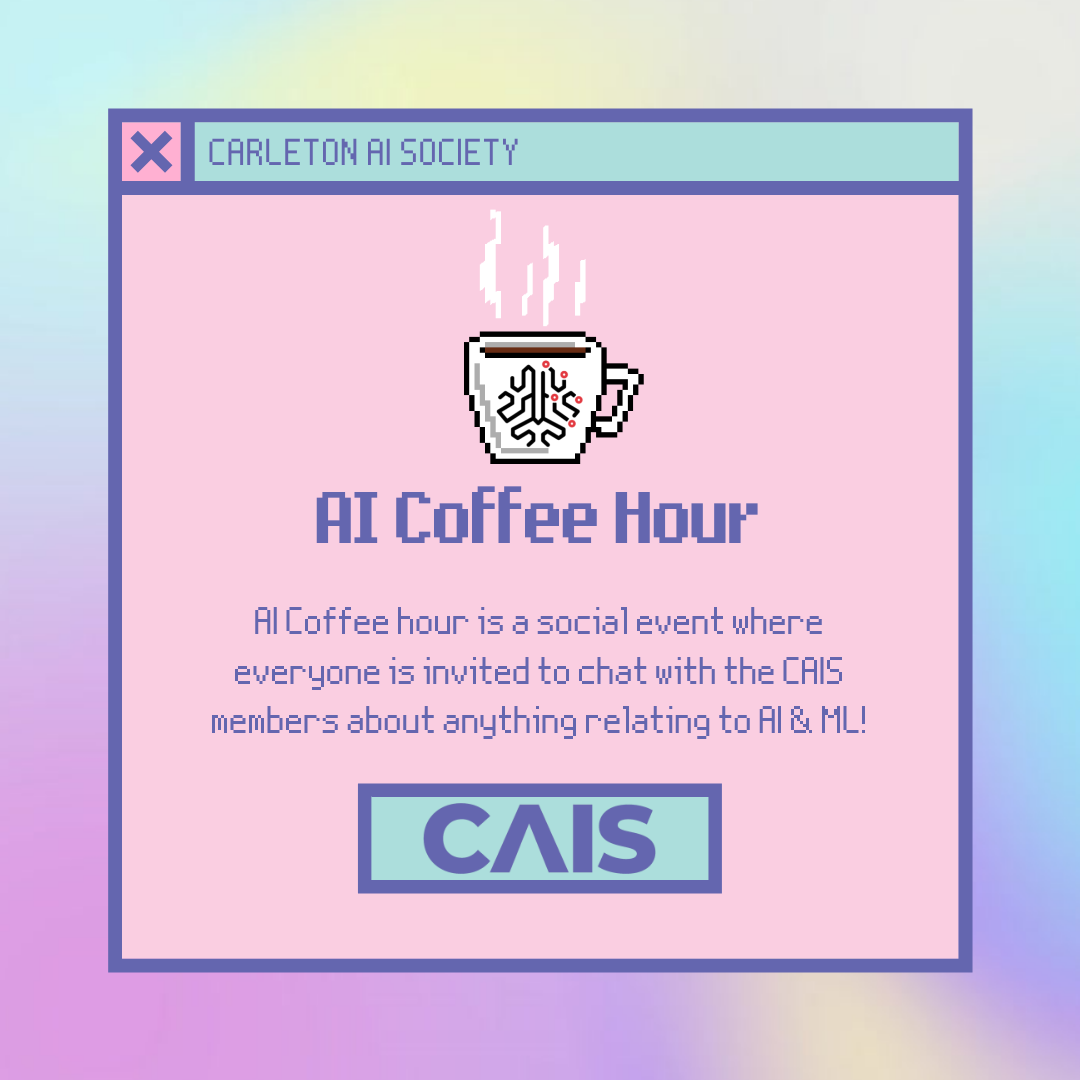 CARLETON AI SOCIETY
AI Coffee Hour
AI Coffee hour is a social event where
everyone is invited to chat with the CAIS
members about anything relating to AI & ML!
CAIS